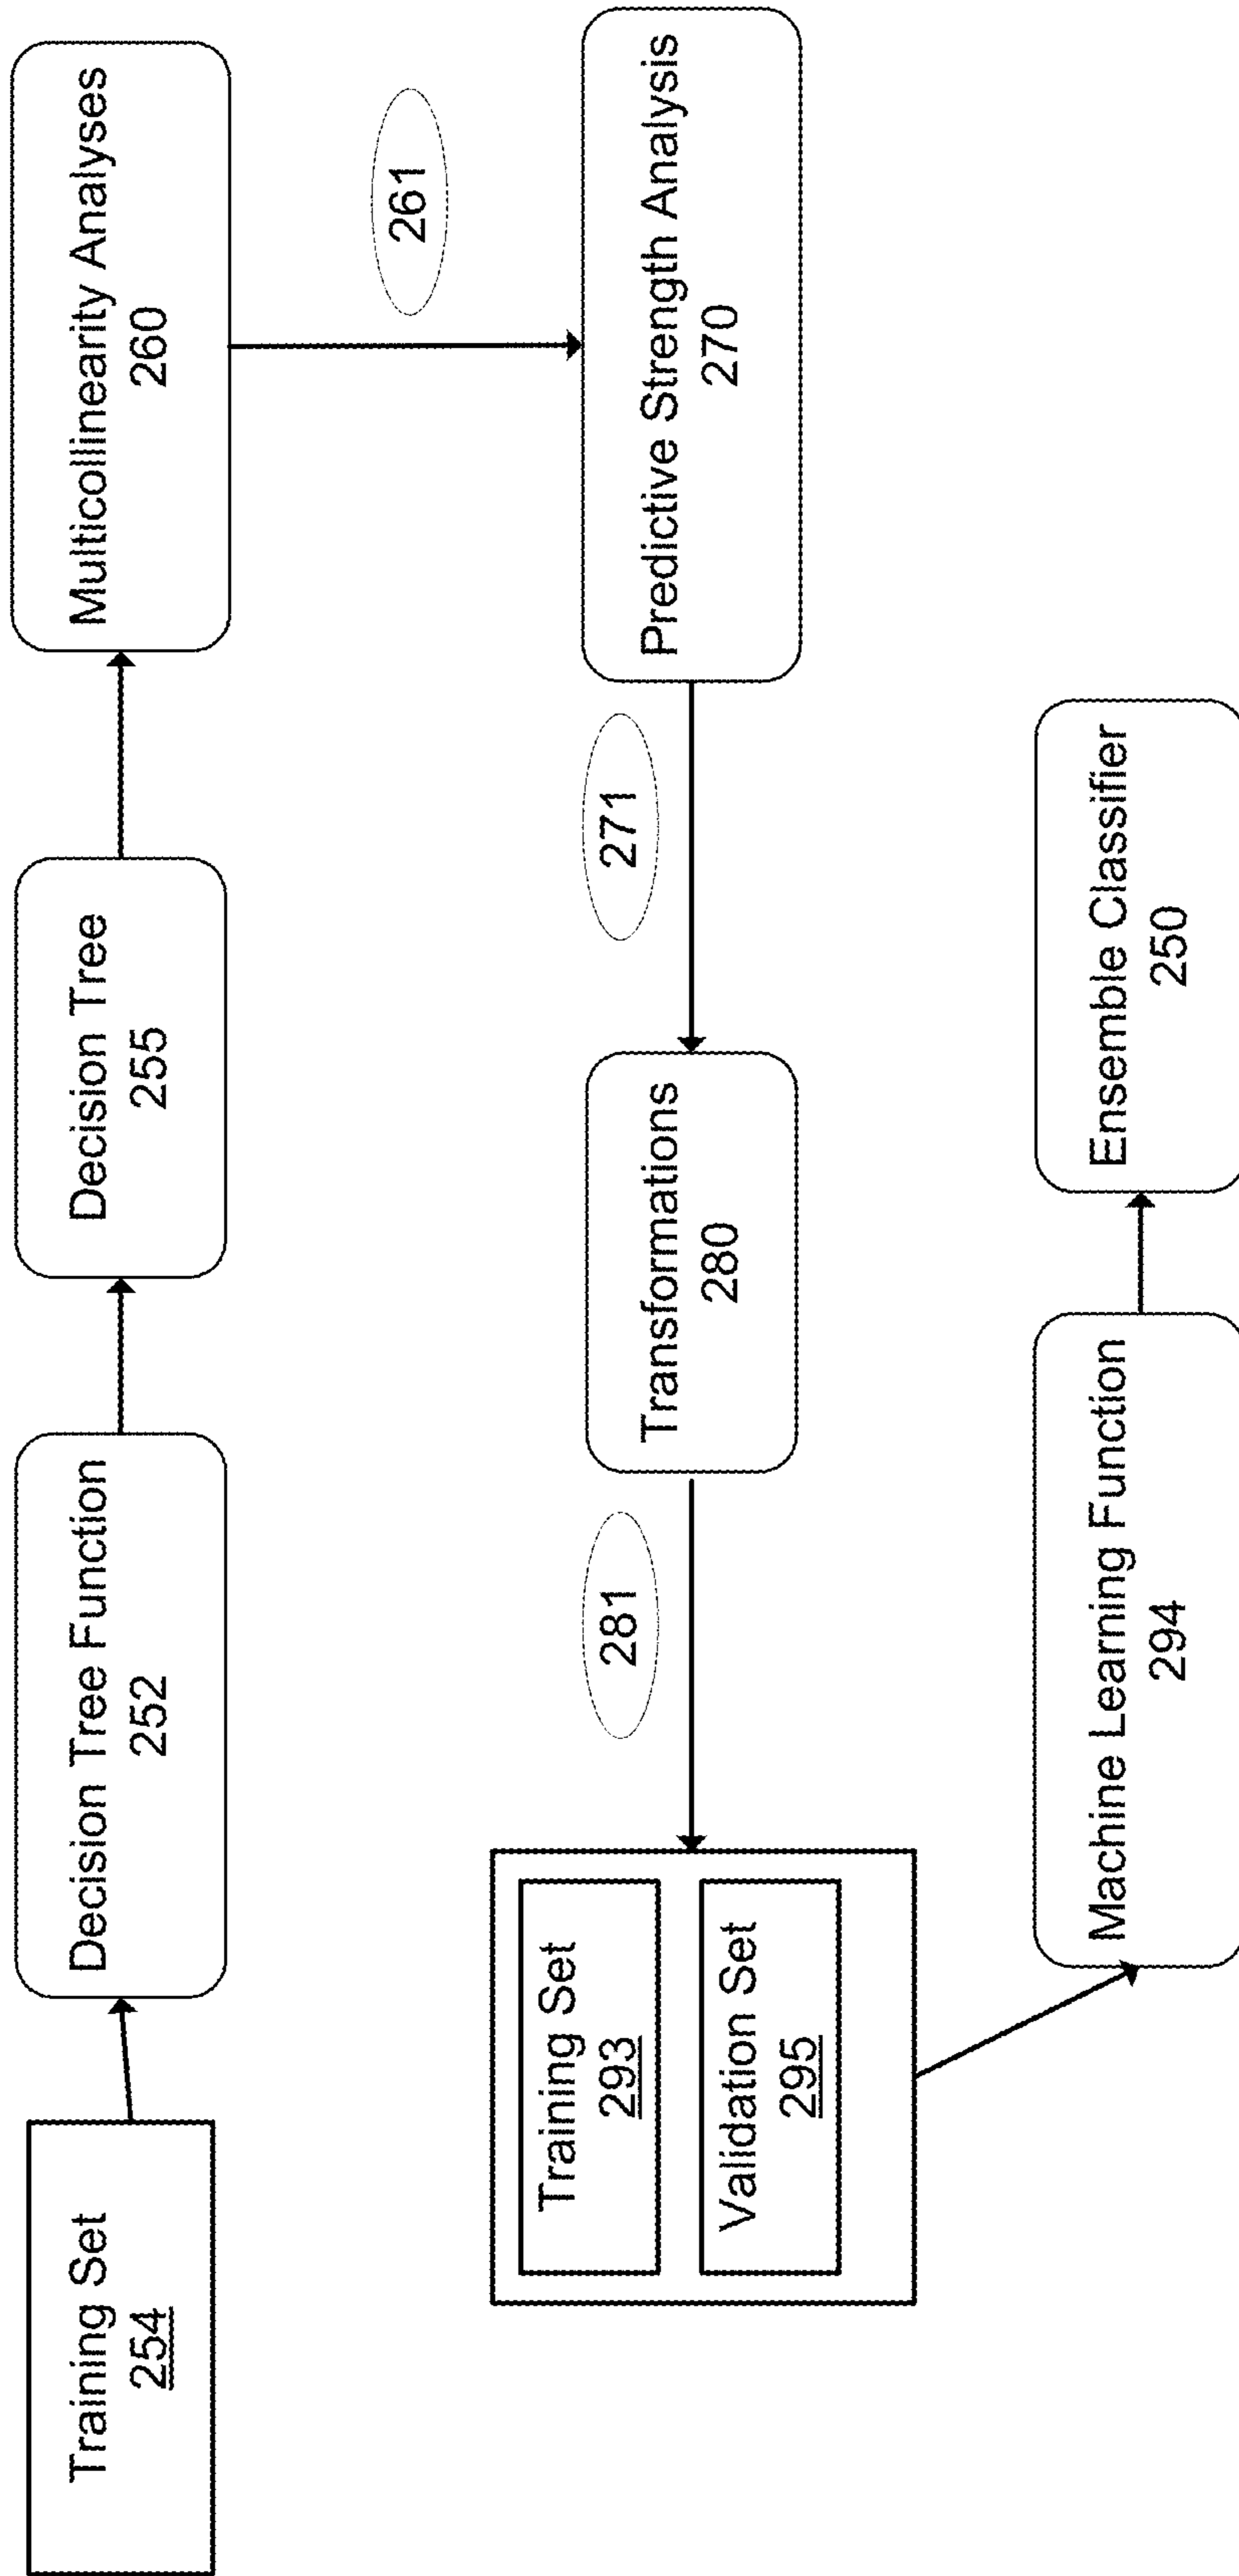 Training Set
254
Decision Tree Function
252
Decision Tree
255
Multicollinearity Analyses
260
261
Predictive Strength Analysis
270
271
Transformations
280
281
Training Set
293
Validation Set
295
Machine Learning Function
294
Ensemble Classifier
250